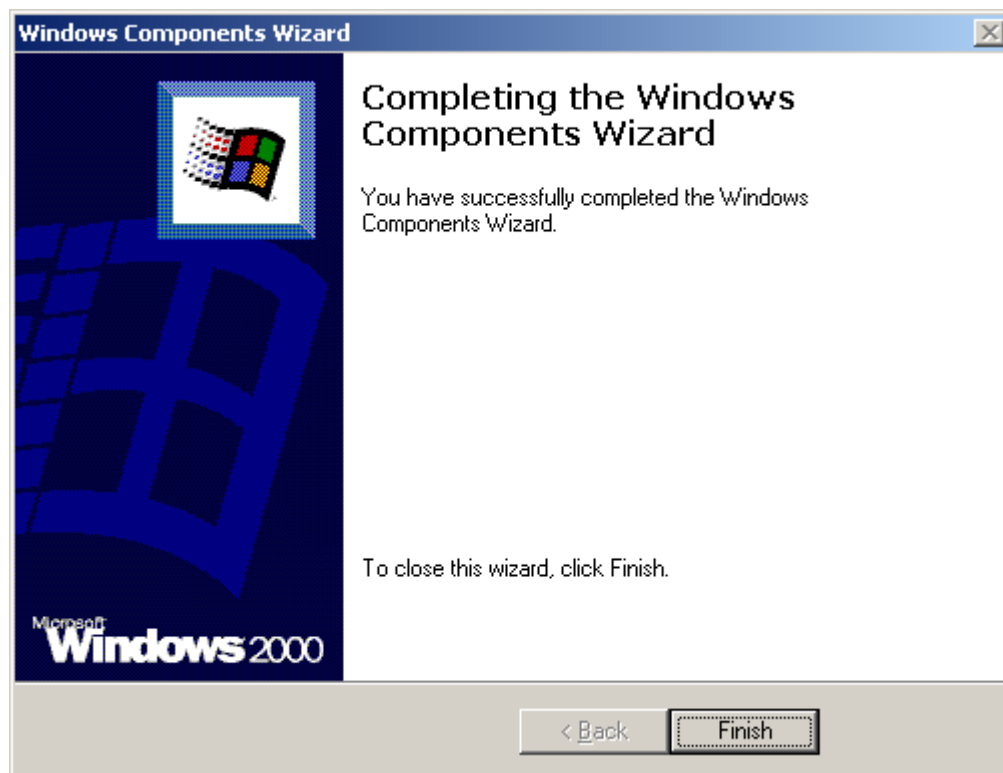 Windows Components Wizard
Completing the Windows
Components Wizard
You have successfully completed the Windows
Components Wizard.
To close this wizard, click Finish.
Microsoft
Windows 2000
< Back
Finish